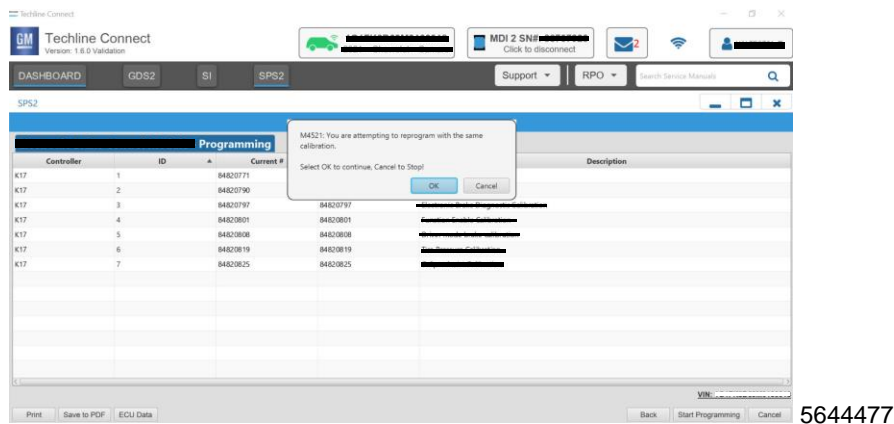 Techline Connect
GM Techline Connect
Version: 1.6.0 Validation
MDI 2 SN#:
Click to disconnect
2
DASHBOARD GDS2 SI SPS2 Support RPO Search Service Manuals
SPS2
Programming
M4521: You are attempting to reprogram with the same
calibration.
Select OK to continue, Cancel to Stop!
OK Cancel
Controller ID Current # Description
K17 1 84820771
K17 2 84820790
K17 3 84820797 84820797
K17 4 84820801 84820801
K17 5 84820808 84820808
K17 6 84820819 84820819
K17 7 84820825 84820825
VIN:
Print Save to PDF ECU Data Back Start Programming Cancel
5644477